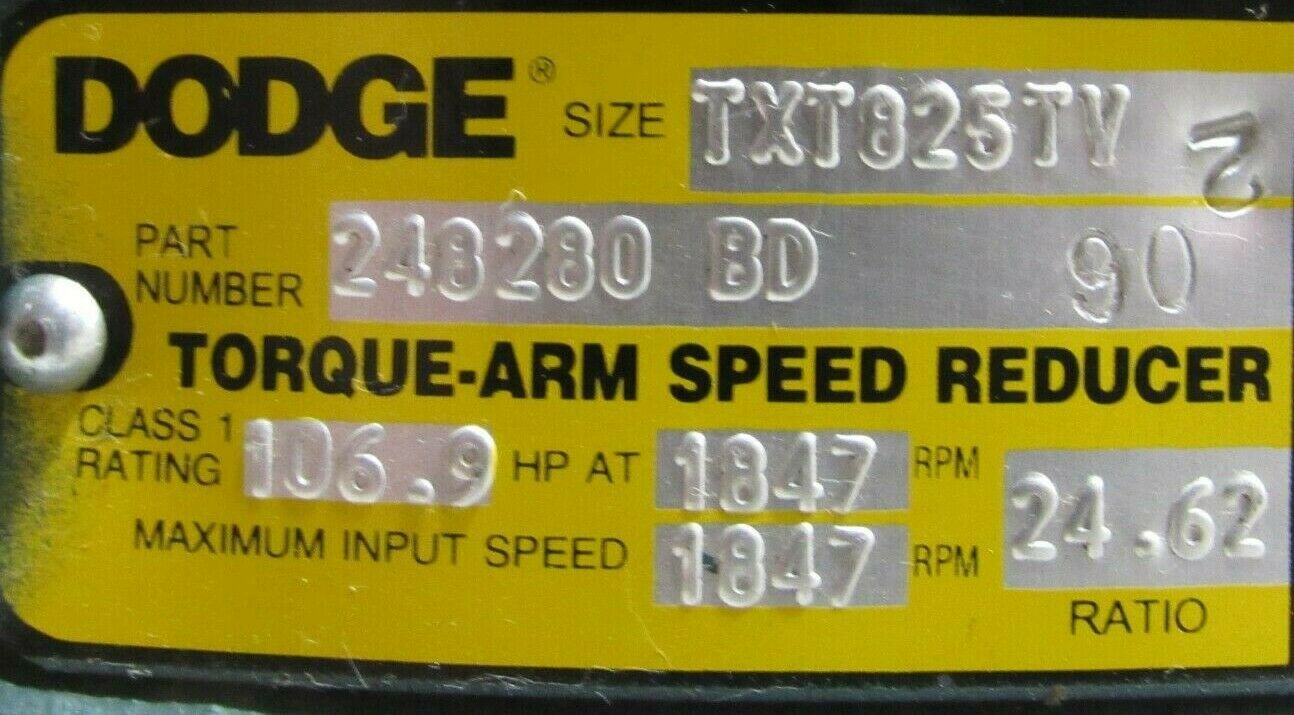 DODGE® SIZE TXT825TV 2
PART NUMBER 248280 BD 90
TORQUE-ARM SPEED REDUCER
CLASS 1 RATING 106.9 HP AT 1847 RPM
MAXIMUM INPUT SPEED 1847 RPM
24.62
RATIO